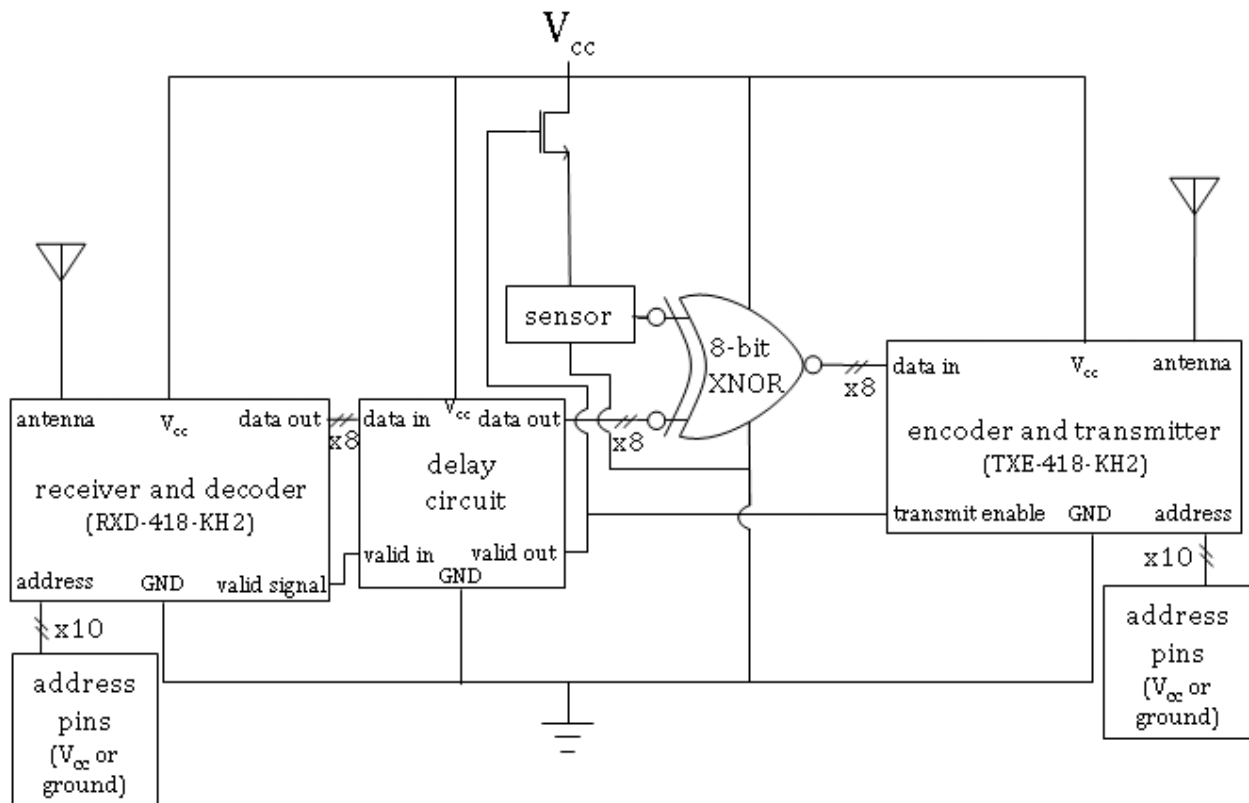 Vcc
sensor
8-bit
XNOR
x8
data in
Vcc
antenna
encoder and transmitter
(TXE-418-KH2)
transmit enable
GND
address
x10
address
pins
(Vcc or
ground)
antenna
Vcc
data out
x8
receiver and decoder
(RXD-418-KH2)
address
GND
valid signal
x10
address
pins
(Vcc or
ground)
data in
Vcc
data out
x8
delay
circuit
valid in
valid out
GND